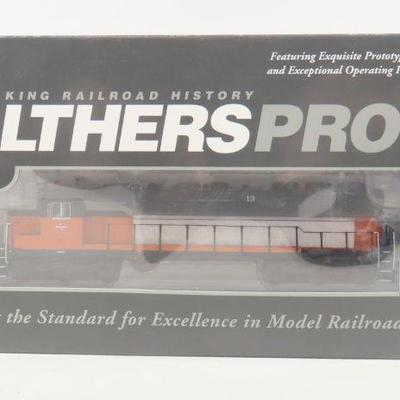 Featuring Exquisite Prototyp
and Exceptional Operating
KING RAILROAD HISTORY
LTHERSPRO
13
the Standard for Excellence in Model Railroad